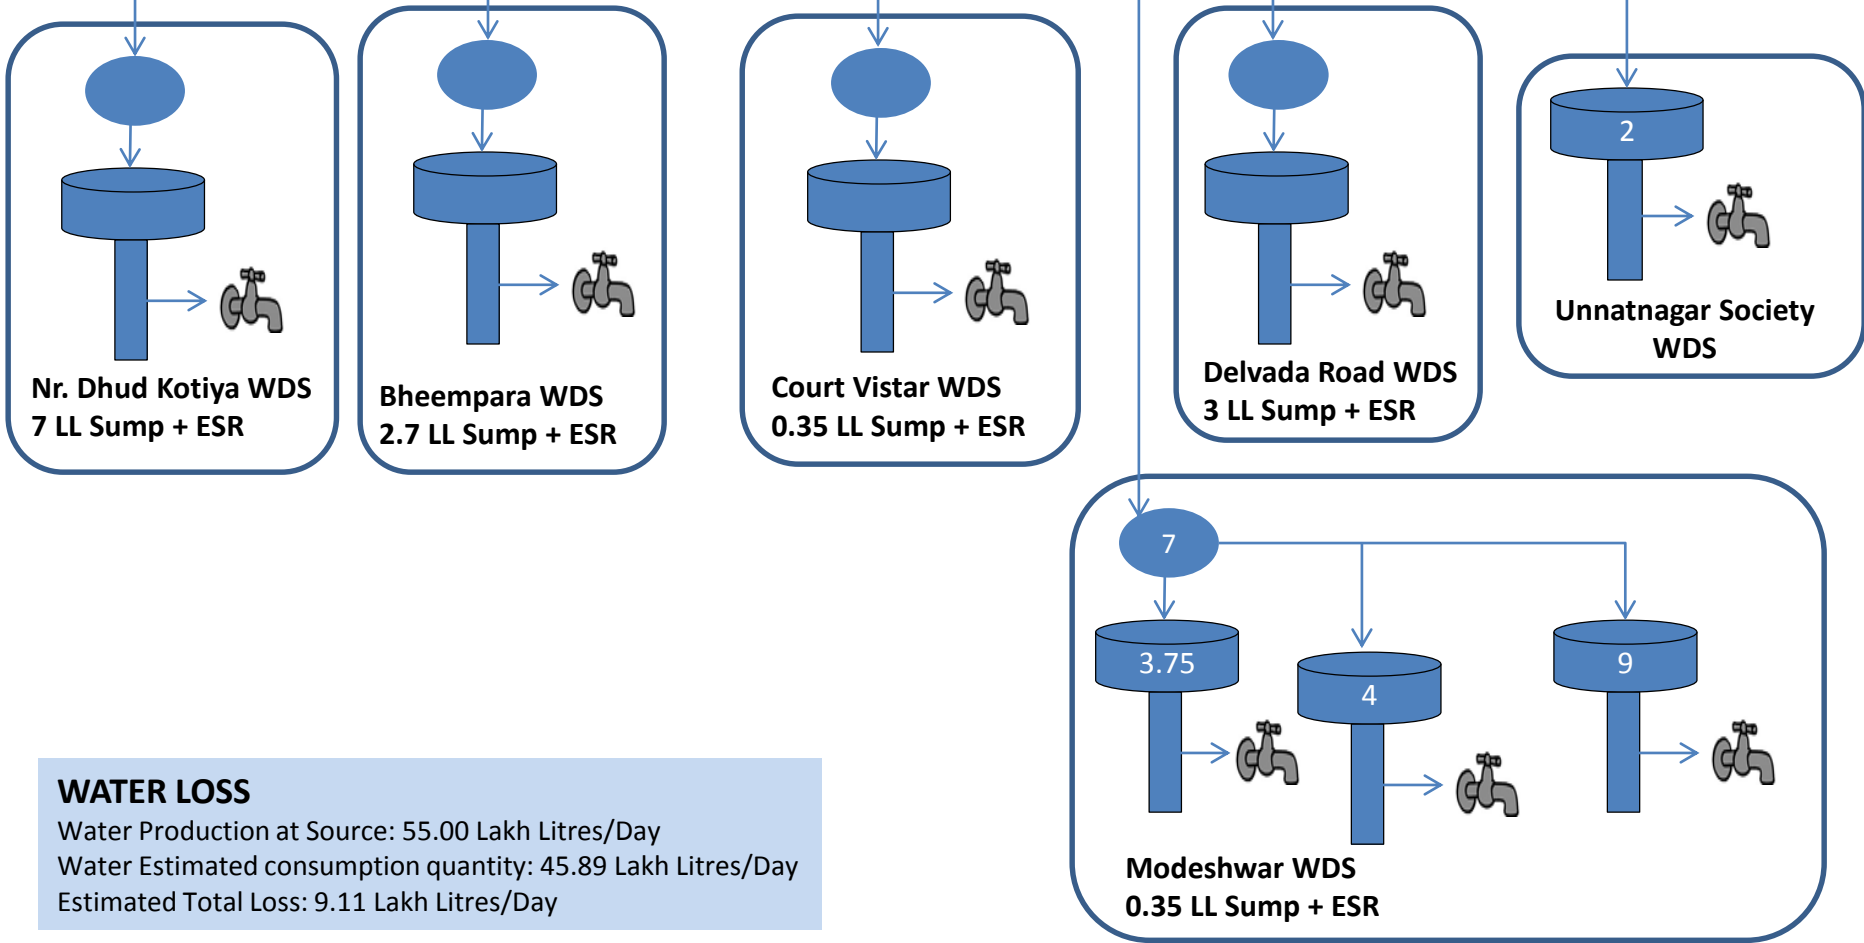 2
Unnatnagar Society
WDS
Nr. Dhud Kotiya WDS
7 LL Sump + ESR
Bheempara WDS
2.7 LL Sump + ESR
Court Vistar WDS
0.35 LL Sump + ESR
Delvada Road WDS
3 LL Sump + ESR
7
3.75
4
9
Modeshwar WDS
0.35 LL Sump + ESR
WATER LOSS
Water Production at Source: 55.00 Lakh Litres/Day
Water Estimated consumption quantity: 45.89 Lakh Litres/Day
Estimated Total Loss: 9.11 Lakh Litres/Day